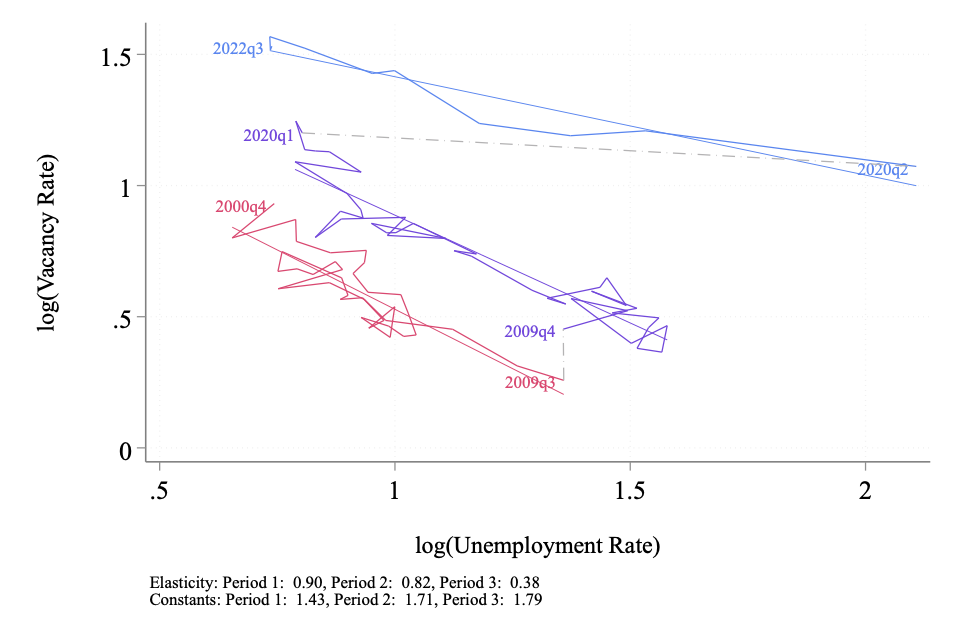 log(Vacancy Rate)
1.5
1
.5
0
2022q3
2020q1
2020q2
2000q4
2009q4
2009q3
.5
1
1.5
2
log(Unemployment Rate)
Elasticity: Period 1: 0.90, Period 2: 0.82, Period 3: 0.38
Constants: Period 1: 1.43, Period 2: 1.71, Period 3: 1.79